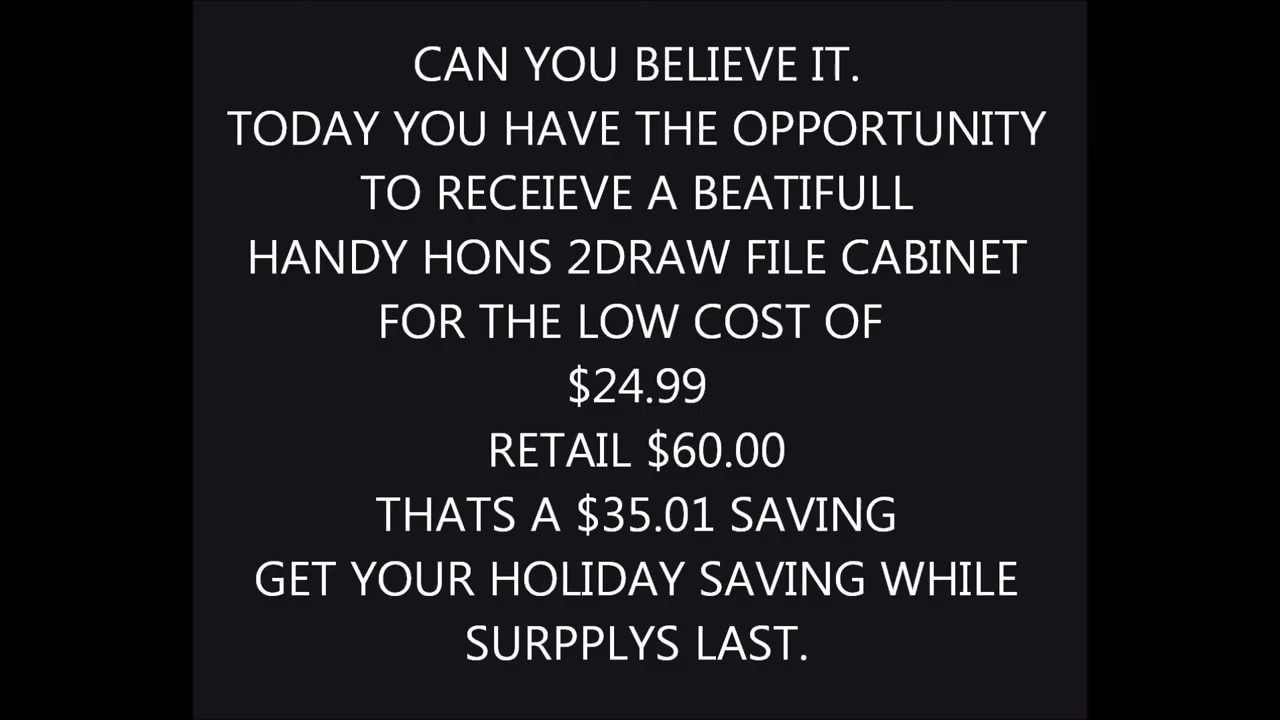 CAN YOU BELIEVE IT.
TODAY YOU HAVE THE OPPORTUNITY
TO RECEIEVE A BEATIFULL
HANDY HONS 2DRAW FILE CABINET
FOR THE LOW COST OF
$24.99
RETAIL $60.00
THATS A $35.01 SAVING
GET YOUR HOLIDAY SAVING WHILE
SURPPLYS LAST.